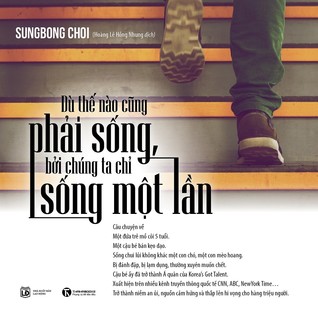 SUNGBONG CHOI (Hoàng Lê Hồng Nhung dịch)
Dù thế nào cũng
phải sống,
bởi chúng ta chỉ
sống một lần
Câu chuyện về
Một đứa trẻ mồ côi 5 tuổi.
Một cậu bé bán kẹo dạo.
Sống chui lủi không khác một con chó, một con mèo hoang.
Bị đánh đập, bị lạm dụng, thường xuyên muốn chết.
Cậu bé ấy đã trở thành Á quân của Korea's Got Talent.
Xuất hiện trên nhiều kênh truyền thông quốc tế CNN, ABC, NewYork Time…
Trở thành niềm an ủi, nguồn cảm hứng và thắp lên hi vọng cho hàng triệu người.